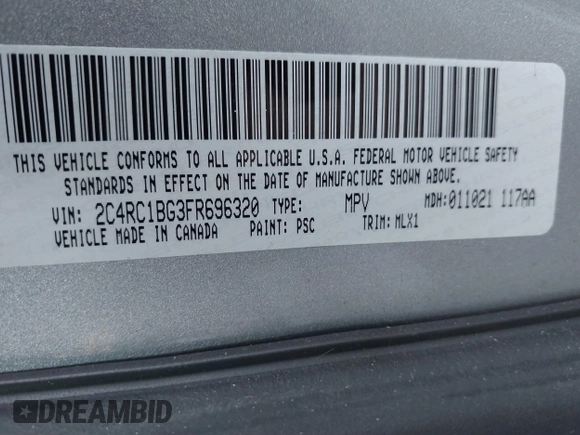 THIS VEHICLE CONFORMS TO ALL APPLICABLE U.S.A. FEDERAL MOTOR VEHICLE SAFETY
STANDARDS IN EFFECT ON THE DATE OF MANUFACTURE SHOWN ABOVE.
VIN: 2C4RC1BG3FR696320 TYPE: MPV MDH:011021 117AA
VEHICLE MADE IN CANADA PAINT: PSC TRIM: MLX1
DREAMBID